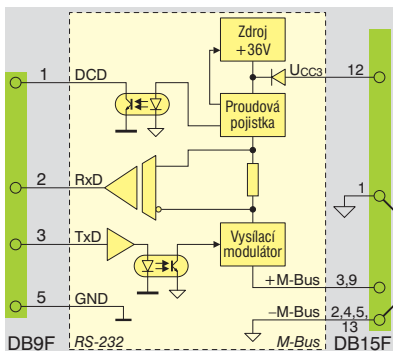 Zdroj
+36V
1 DCD
UCC3 12
Proudová
pojistka
2 RxD
1
3 TxD
Vysílací
modulátor
+M-Bus 3,9
5 GND
–M-Bus 2,4,5,
13
DB9F RS-232 M-Bus DB15F